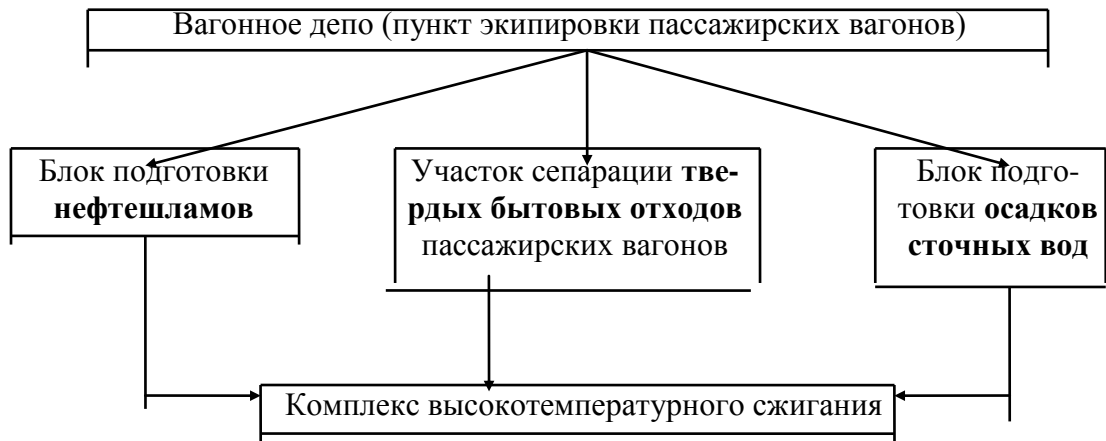 Вагонное депо (пункт экипировки пассажирских вагонов)
Блок подготовки
нефтешламов
Участок сепарации тве-
рдых бытовых отходов
пассажирских вагонов
Блок подго-
товки осадков
сточных вод
Комплекс высокотемпературного сжигания